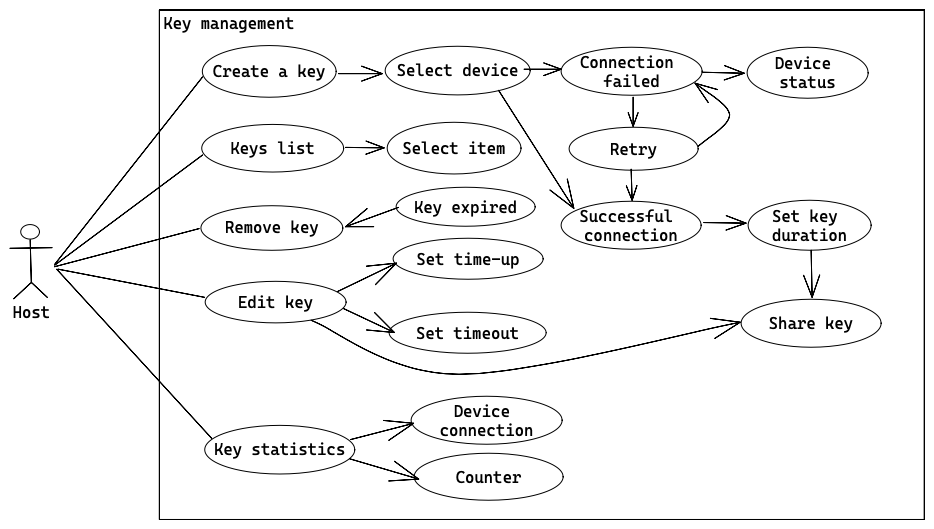 Key management
Create a key
Select device
Connection
failed
Device
status
Keys list
Select item
Retry
Remove key
Key expired
Successful
connection
Set key
duration
Host
Edit key
Set time-up
Set timeout
Share key
Key statistics
Device
connection
Counter